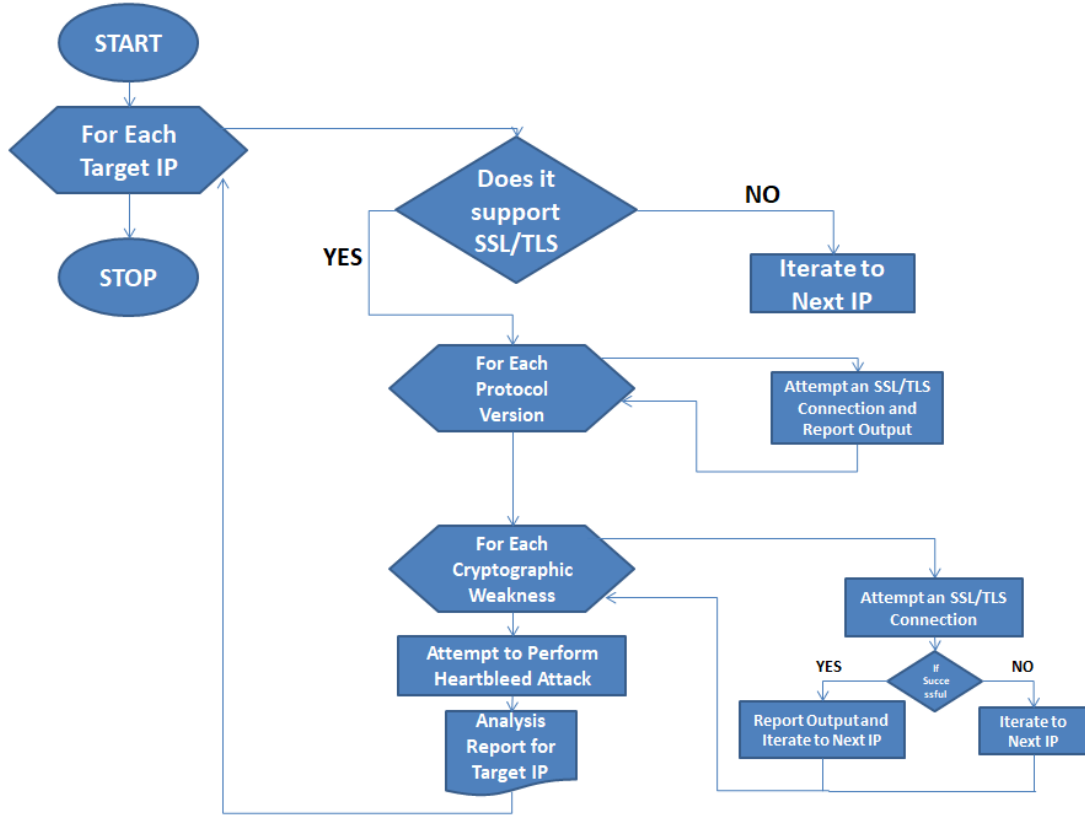 START
For Each
Target IP
STOP
Does it
support
SSL/TLS
NO
YES
Iterate to
Next IP
For Each
Protocol
Version
Attempt an SSL/TLS
Connection and
Report Output
For Each
Cryptographic
Weakness
Attempt an SSL/TLS
Connection
Attempt to Perform
Heartbleed Attack
YES
If
Succe
ssful
NO
Report Output and
Iterate to Next IP
Iterate to
Next IP
Analysis
Report for
Target IP